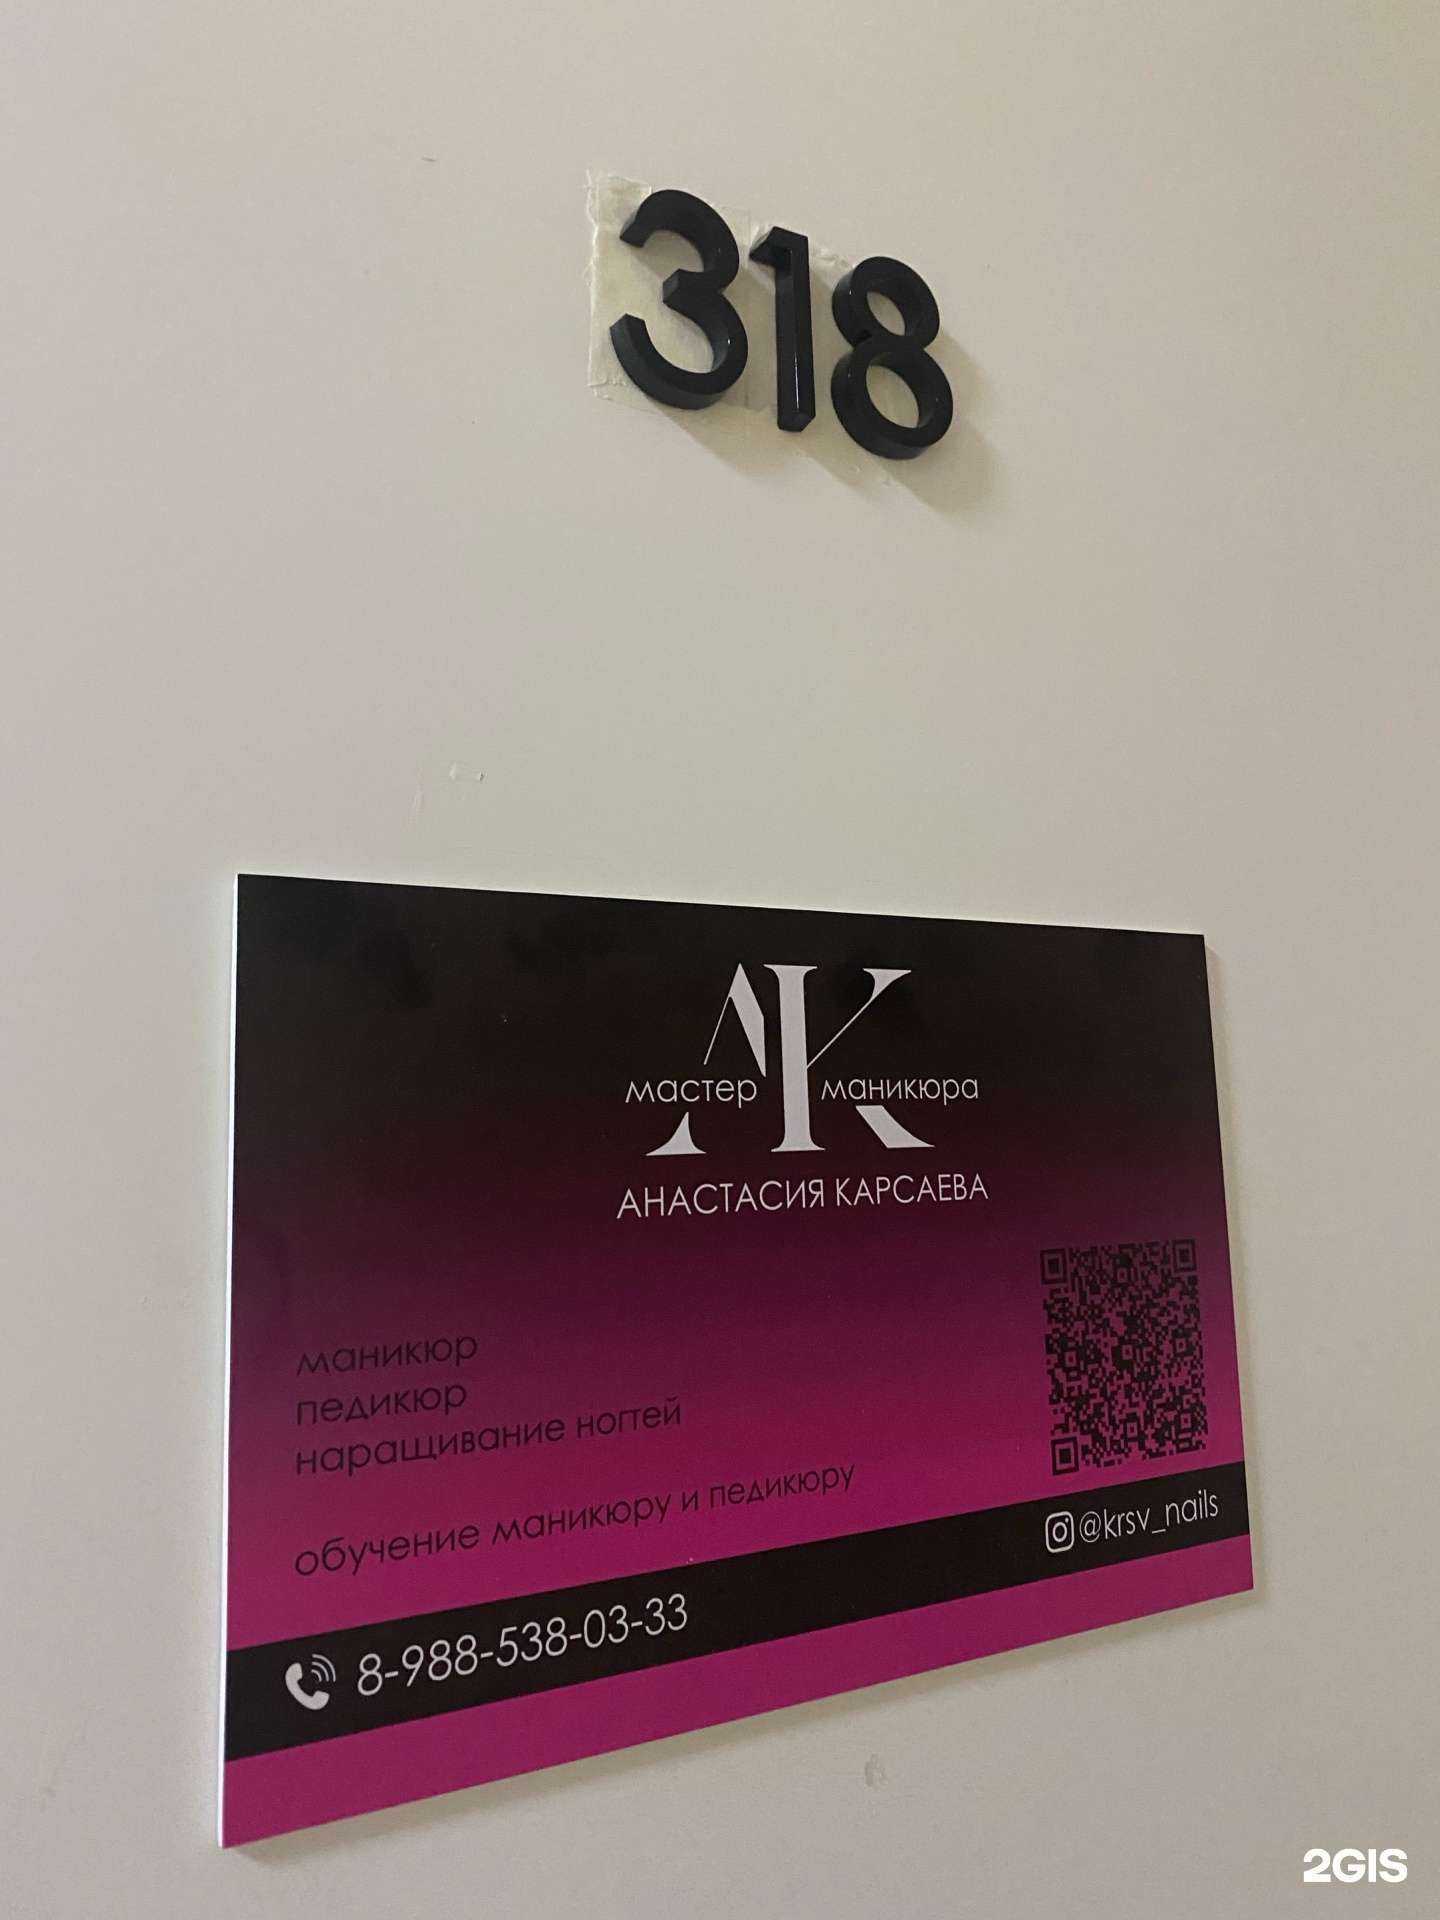 318
АК
мастер маникюра
АНАСТАСИЯ КАРСАЕВА
маникюр
педикюр
наращивание ногтей
обучение маникюру и педикюру
@krsv_nails
8-988-538-03-33
2GIS